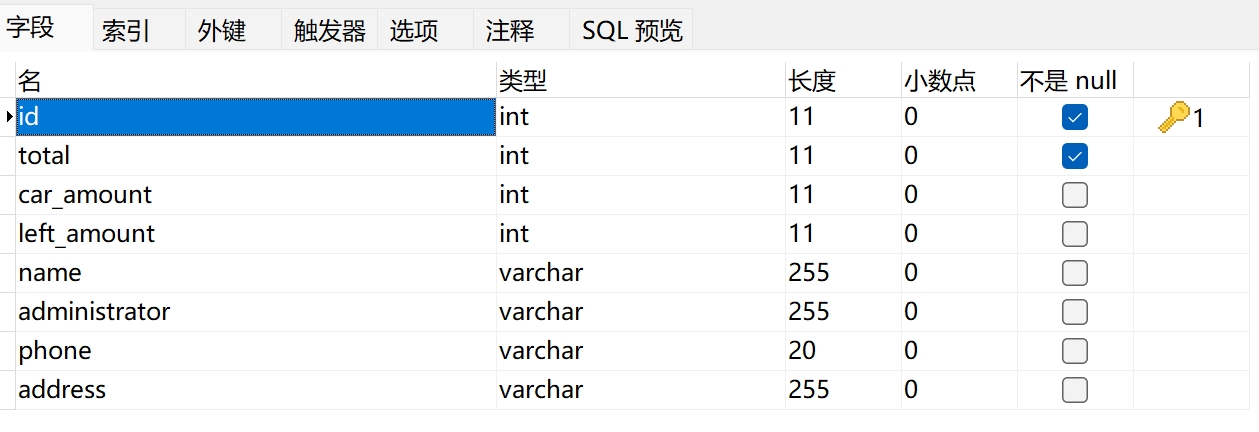 字段 索引 外键 触发器 选项 注释 SQL 预览
名 类型 长度 小数点 不是 null
id int 11 0 1
total int 11 0
car_amount int 11 0
left_amount int 11 0
name varchar 255 0
administrator varchar 255 0
phone varchar 20 0
address varchar 255 0